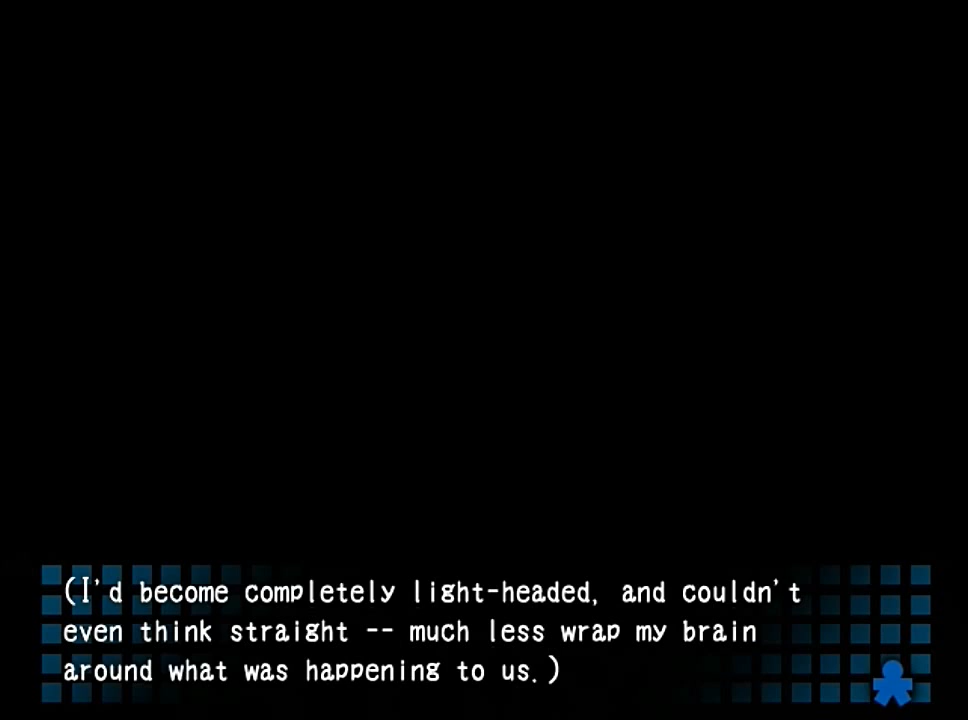 (I'd become completely light-headed, and couldn't
even think straight -- much less wrap my brain
around what was happening to us.)